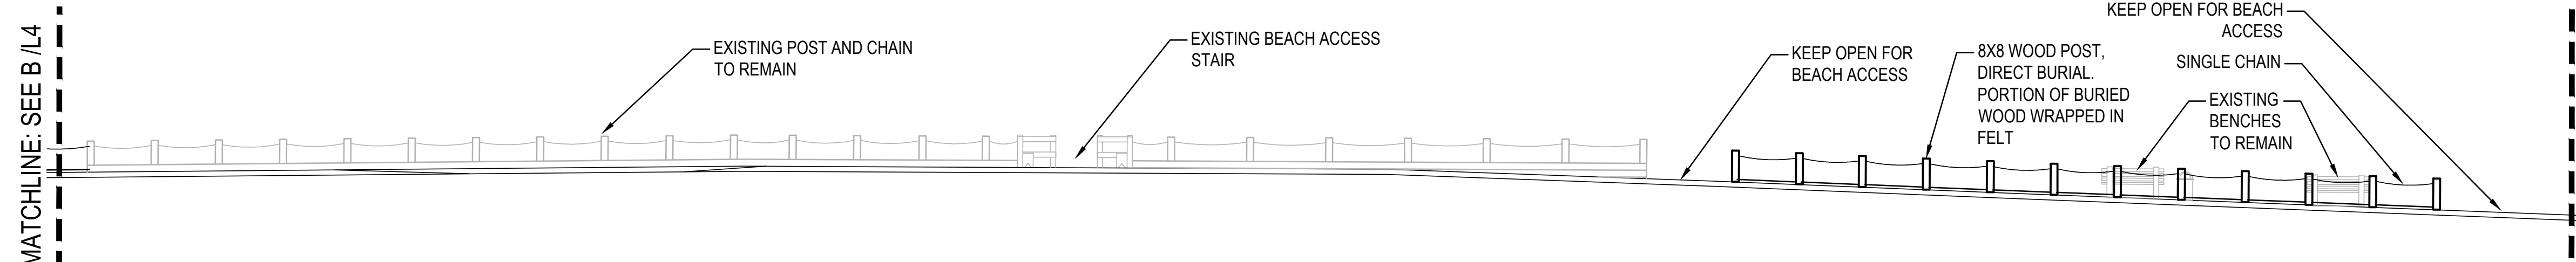 MATCHLINE: SEE B /L4
EXISTING POST AND CHAIN
TO REMAIN
EXISTING BEACH ACCESS
STAIR
KEEP OPEN FOR
BEACH ACCESS
8X8 WOOD POST,
DIRECT BURIAL.
PORTION OF BURIED
WOOD WRAPPED IN
FELT
KEEP OPEN FOR BEACH
ACCESS
SINGLE CHAIN
EXISTING
BENCHES
TO REMAIN